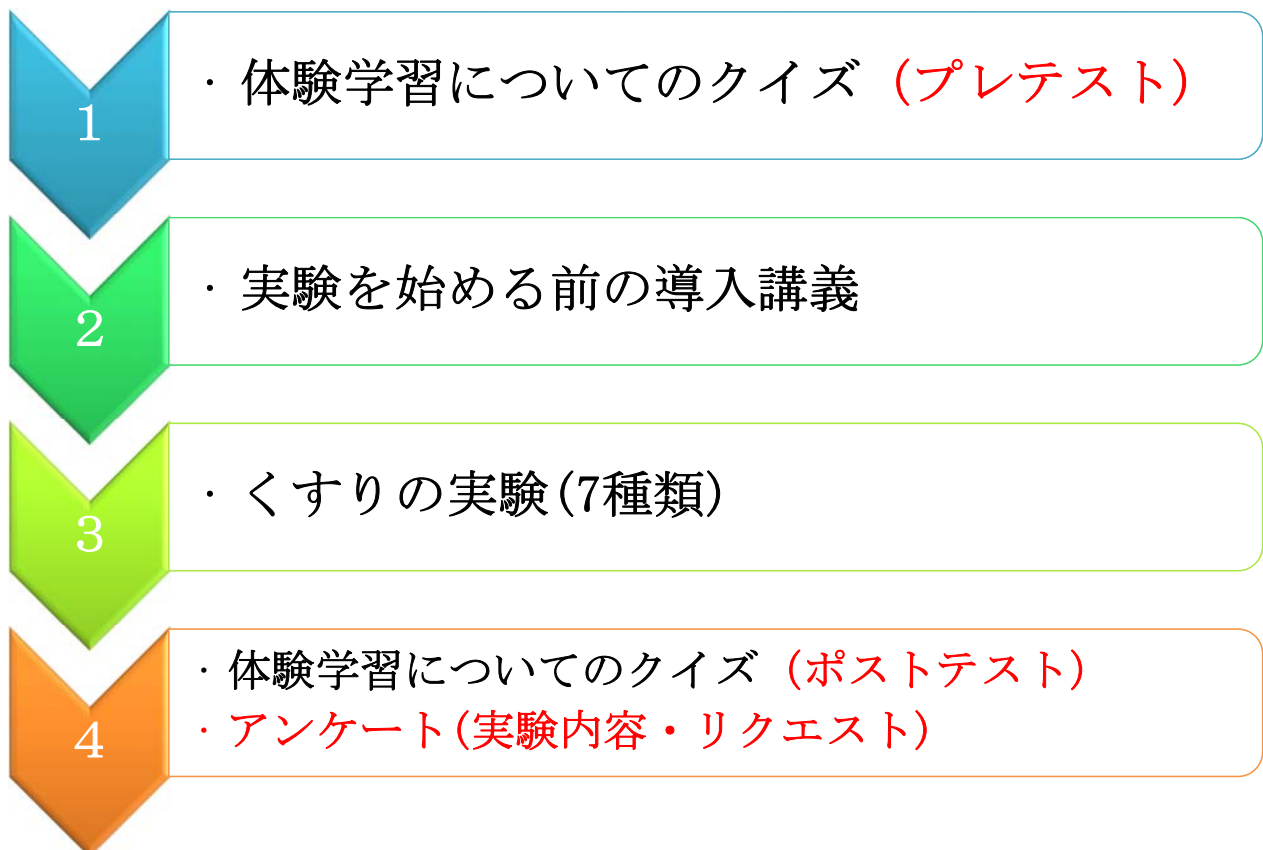 1
・体験学習についてのクイズ（プレテスト）
2
・実験を始める前の導入講義
3
・くすりの実験(7種類)
4
・体験学習についてのクイズ（ポストテスト）
・アンケート(実験内容・リクエスト)